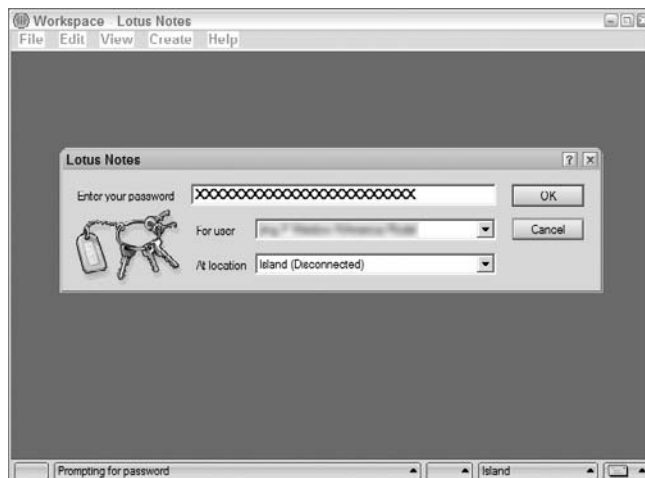 Workspace - Lotus Notes
File Edit View Create Help
Lotus Notes
Enter your password XXXXXXXXXXXXXXXXXXXXXXXXXX OK
For user Cancel
At location Island (Disconnected)
Prompting for password Island